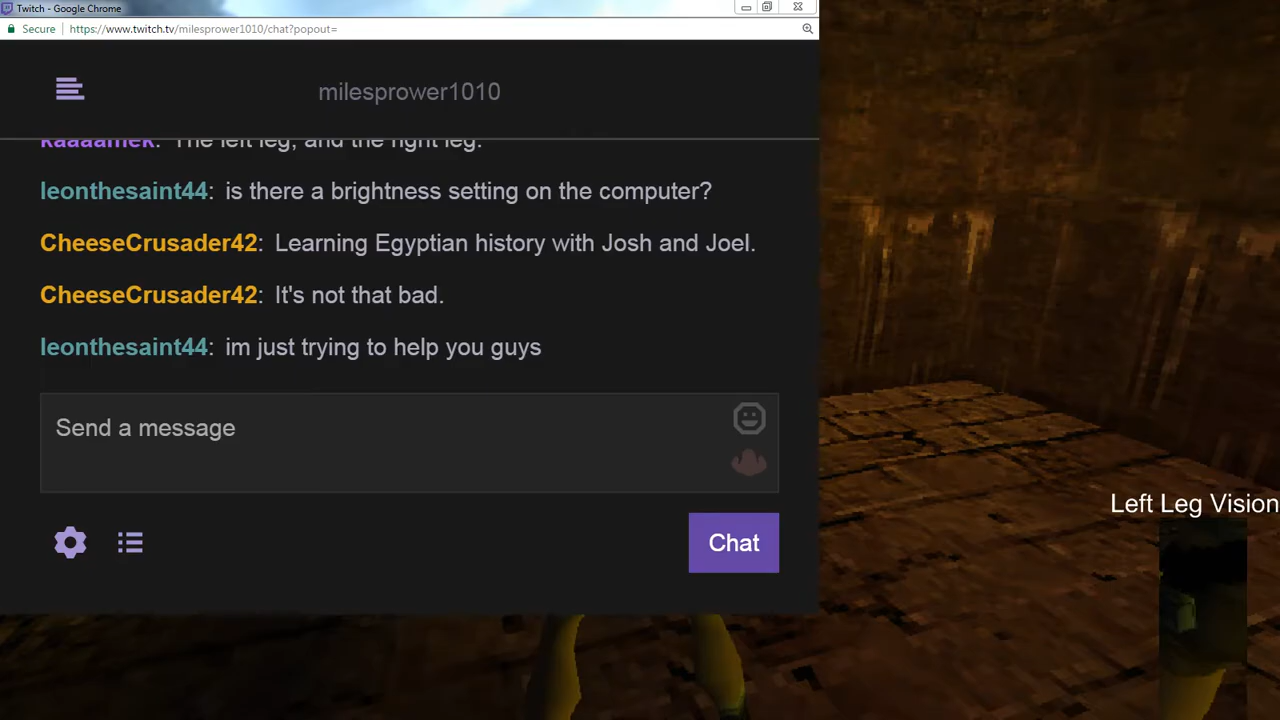 Twitch - Google Chrome
Secure https://www.twitch.tv/milesprower1010/chat?popout=
milesprower1010
kaaaamek: The left leg, and the right leg.
leonthesaint44: is there a brightness setting on the computer?
CheeseCrusader42: Learning Egyptian history with Josh and Joel.
CheeseCrusader42: It's not that bad.
leonthesaint44: im just trying to help you guys
Send a message
Chat
Left Leg Vision